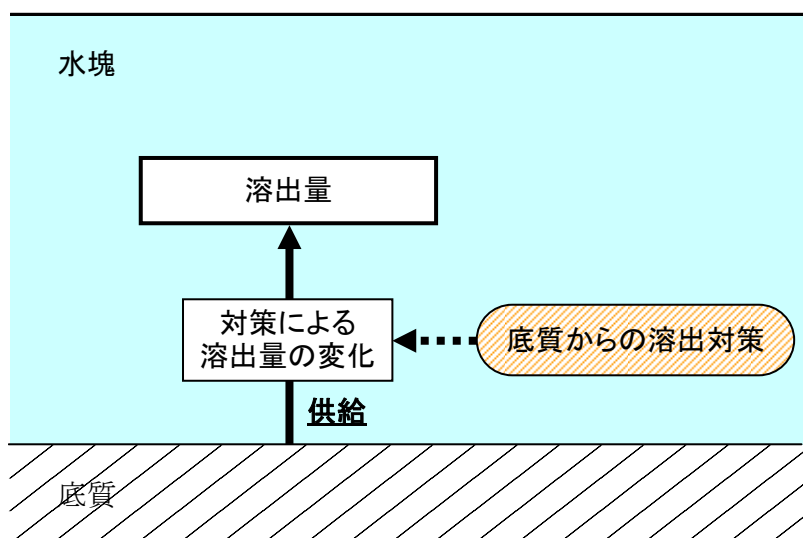 水塊
溶出量
対策による
溶出量の変化
底質からの溶出対策
供給
底質